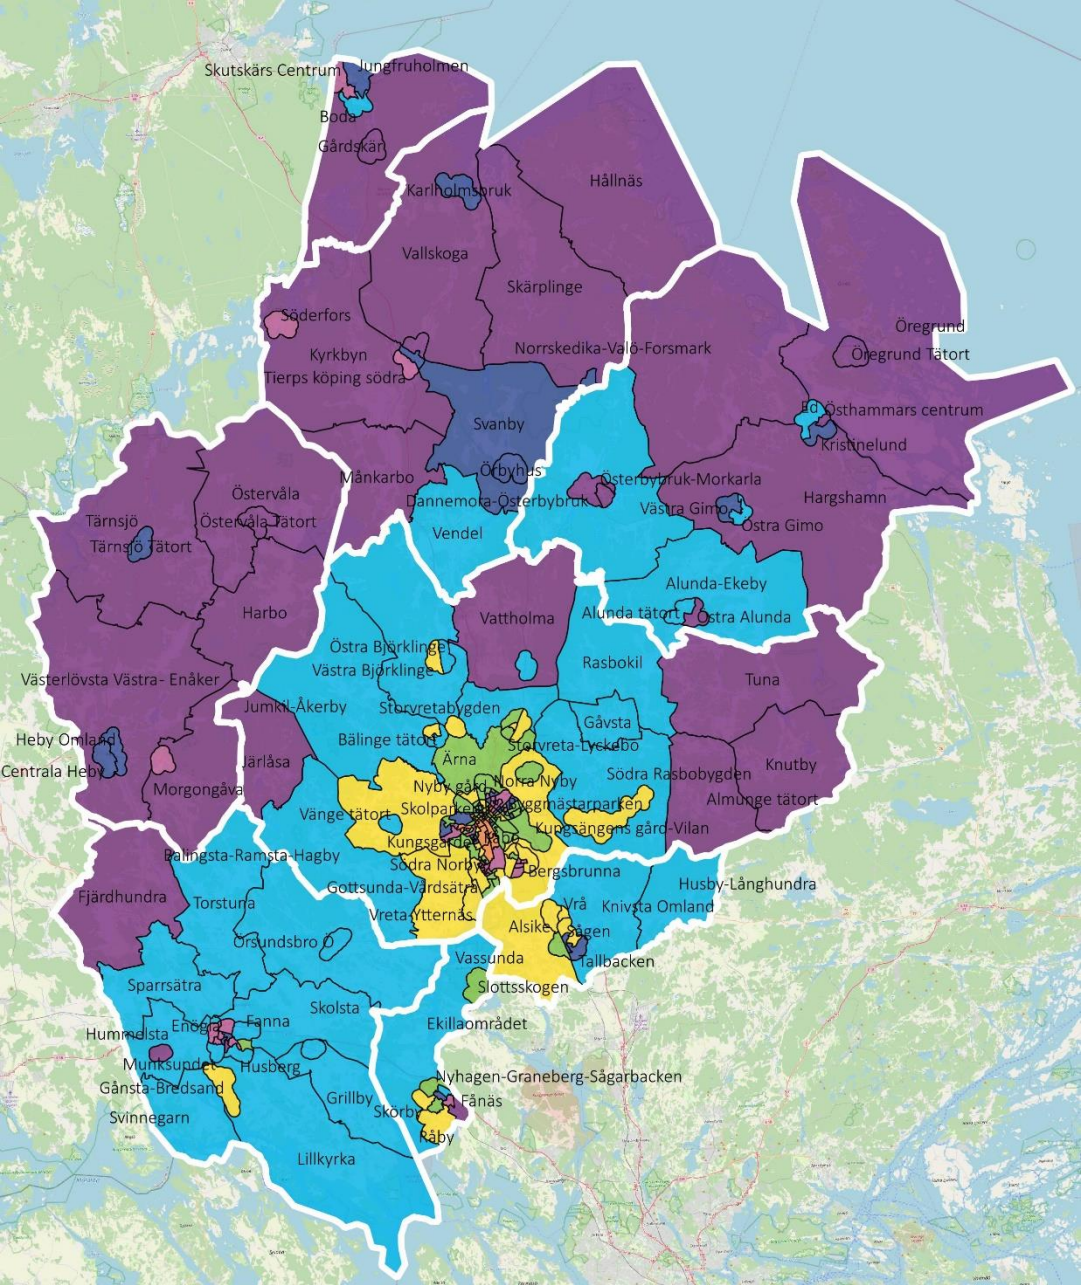 Skutskärs Centrum
Jungfruholmen
Boda
Gårdskär
Karlholmsbruk
Hållnäs
Vallskoga
Skärplinge
Söderfors
Öregrund
Kyrkbyn
Norrskedika-Valö-Forsmark
Öregrund Tätort
Tierps köping södra
Ed
Östhammars centrum
Svanby
Kristinelund
Örbyhus
Månkarbo
Österbybruk-Morkarla
Östervåla
Dannemora-Österbybruk
Hargshamn
Västra Gimo
Tärnsjö
Östervåla Tätort
Östra Gimo
Vendel
Tärnsjö Tätort
Alunda-Ekeby
Harbo
Vattholma
Alunda tätort
Östra Alunda
Östra Björklinge
Rasbokil
Västra Björklinge
Västerlövsta Västra- Enåker
Tuna
Jumkil-Åkerby
Storvretabygden
Gåvsta
Heby Omland
Bälinge tätort
Storvreta-Lyckebo
Järlåsa
Ärna
Knutby
Centrala Heby
Södra Rasbobygden
Morgongåva
Nyby gård
Norra Nyby
Almunge tätort
Vänge tätort
Skolparken
Byggmästarparken
Kungsängens gård-Vilan
Kungsgärdet
Kåbo
Bälingsta-Ramsta-Hagby
Södra Norby
Bergsbrunna
Fjärdhundra
Gottsunda-Vårdsätra
Husby-Långhundra
Torstuna
Vrå
Knivsta Omland
Vreta-Ytternäs
Alsike
Sågen
Örsundsbro Ö
Vassunda
Tallbacken
Sparrsätra
Slottsskogen
Skolsta
Enögla
Fanna
Ekillaområdet
Hummelsta
Munksundet
Husberg
Nyhagen-Graneberg-Sågarbacken
Gånsta-Bredsand
Grillby
Fånäs
Skörby
Svinnegarn
Råby
Lillkyrka